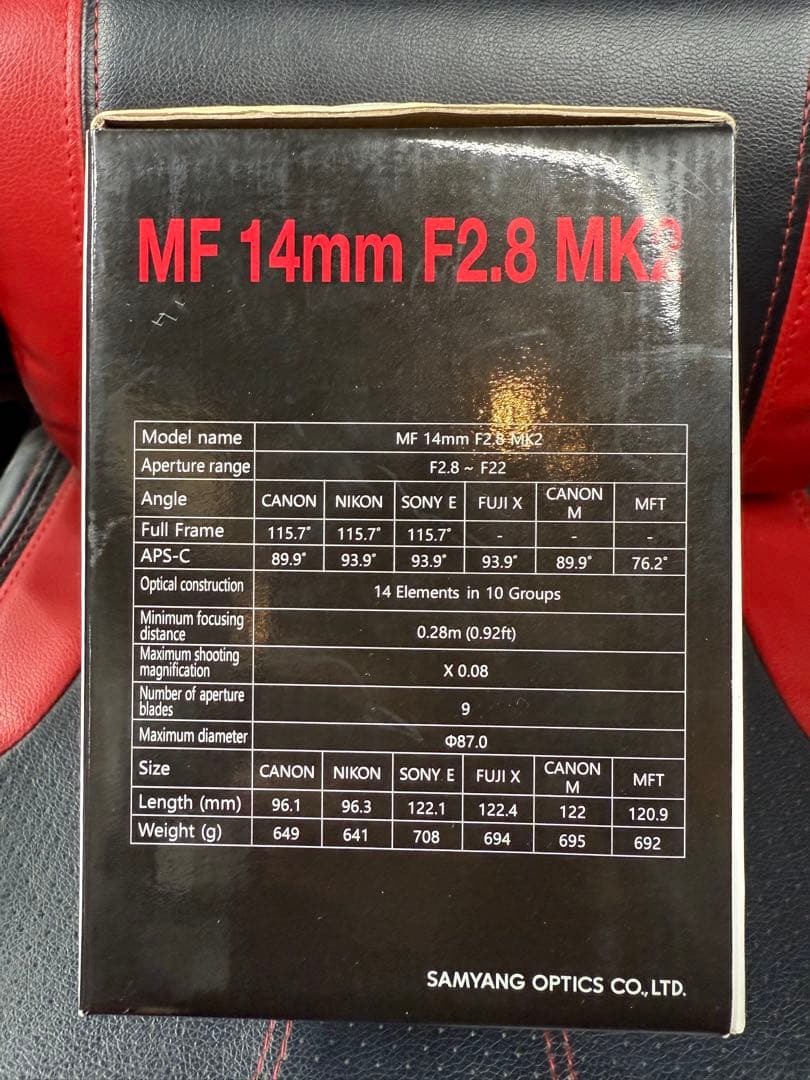 MF 14mm F2.8 MK2
Model name MF 14mm F2.8 MK2
Aperture range F2.8 ~ F22
Angle CANON NIKON SONY E FUJI X CANON M MFT
Full Frame 115.7° 115.7° 115.7° - - -
APS-C 89.9° 93.9° 93.9° 93.9° 89.9° 76.2°
Optical construction 14 Elements in 10 Groups
Minimum focusing distance 0.28m (0.92ft)
Maximum shooting magnification X 0.08
Number of aperture blades 9
Maximum diameter Φ87.0
Size CANON NIKON SONY E FUJI X CANON M MFT
Length (mm) 96.1 96.3 122.1 122.4 122 120.9
Weight (g) 649 641 708 694 695 692
SAMYANG OPTICS CO.,LTD.